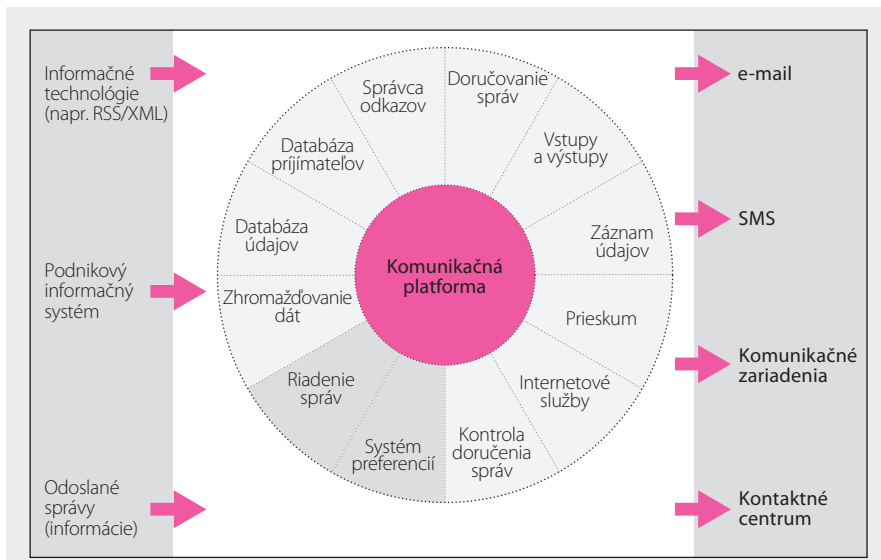 Informačné
technológie
(napr. RSS/XML)
Podnikový
informačný
systém
Odoslané
správy
(informácie)
Správca
odkazov
Doručovanie
správ
Vstupy
a výstupy
Záznam
údajov
Prieskum
Internetové
služby
Kontrola
doručenia
správ
Systém
preferencií
Riadenie
správ
Zhromažďovanie
dát
Databáza
údajov
Databáza
príjímateľov
Komunikačná
platforma
e-mail
SMS
Komunikačné
zariadenia
Kontaktné
centrum